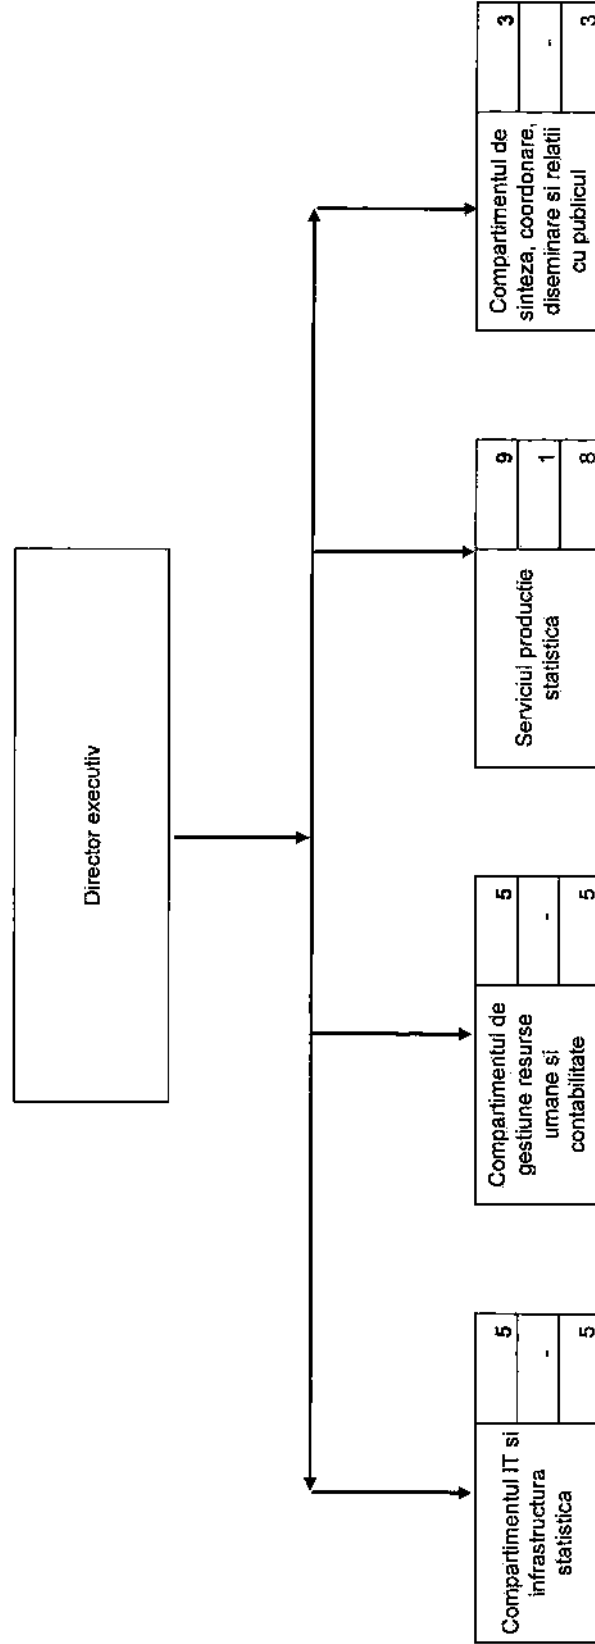 Director executiv
Compartimentul IT si
infrastructura
statistica
5
-
5
Compartimentul de
gestiune resurse
umane si
contabilitate
5
-
5
Serviciul productie
statistica
9
1
8
Compartimentul de
sinteza, coordonare,
diseminare si relatii
cu publicul
3
-
3